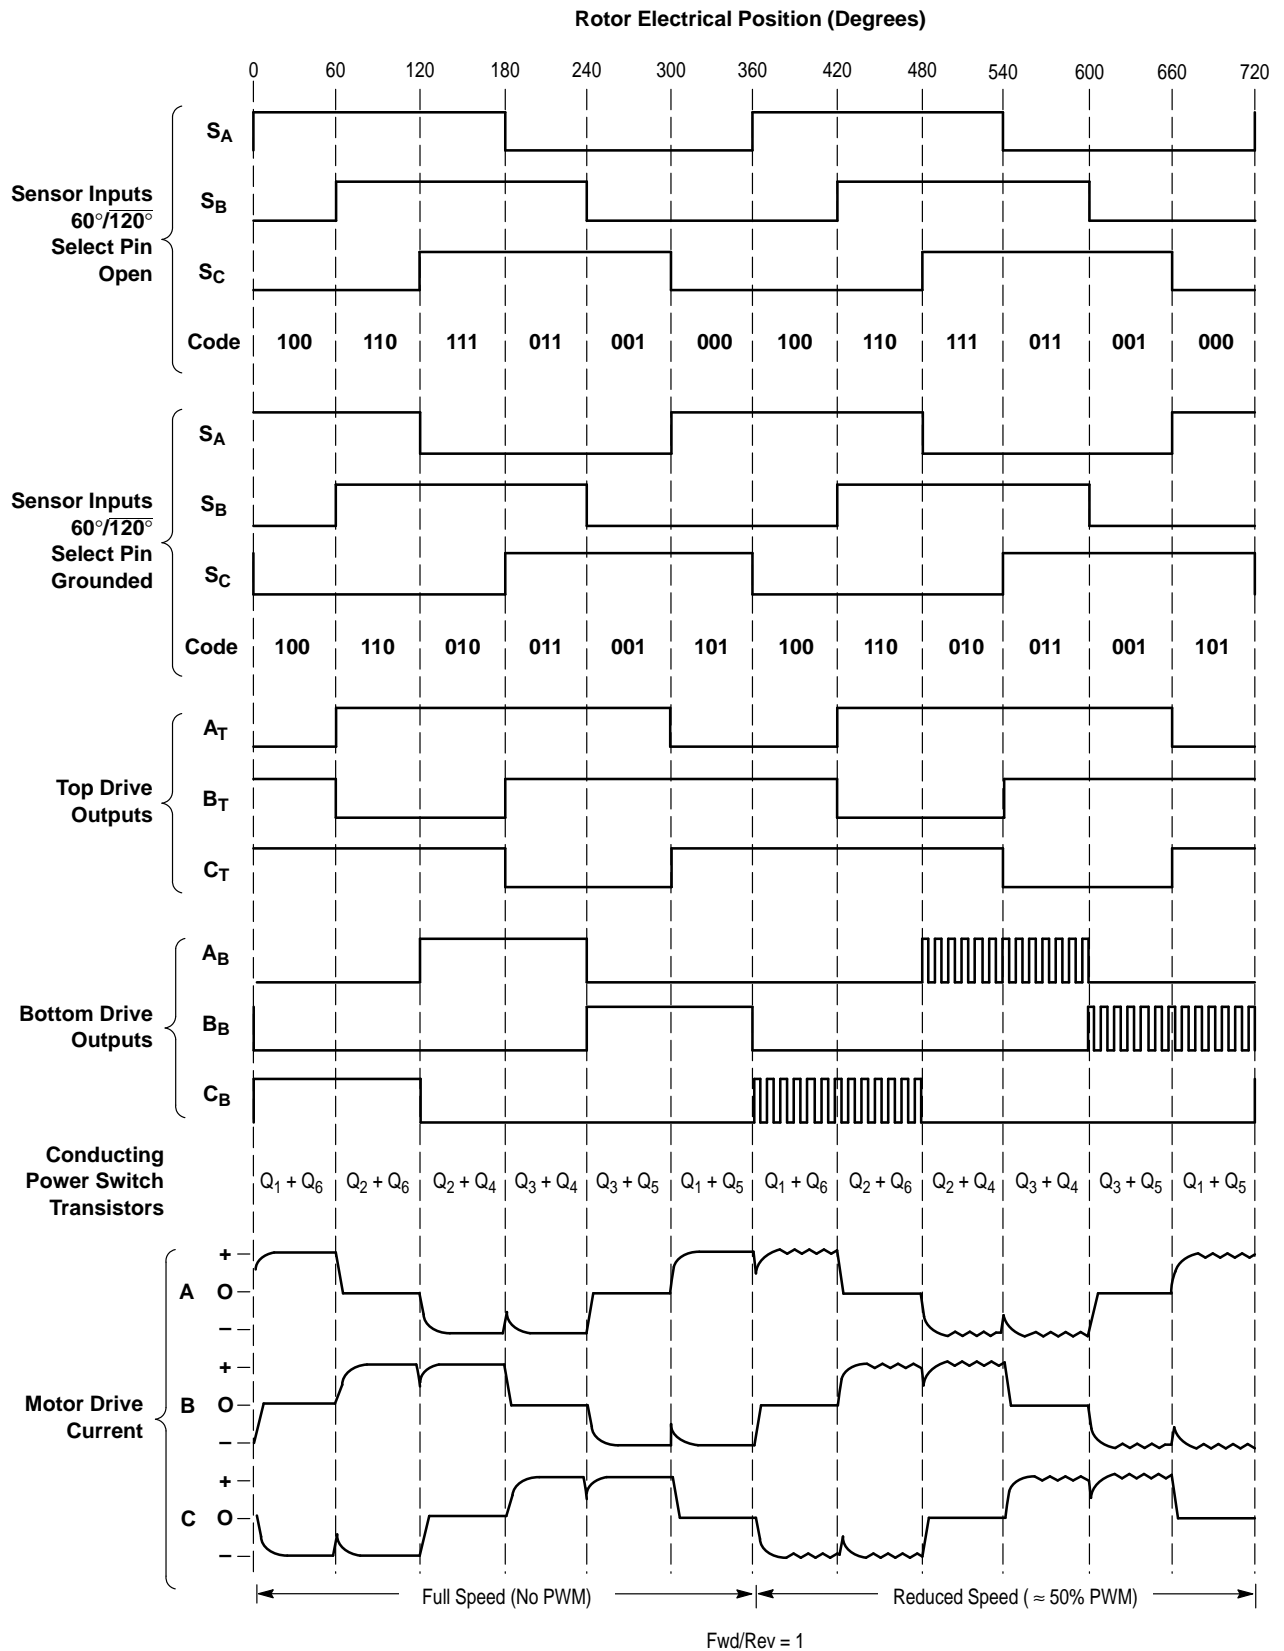 Rotor Electrical Position (Degrees)
0 60 120 180 240 300 360 420 480 540 600 660 720
Sensor Inputs
60°/120°
Select Pin
Open
SA
SB
SC
Code 100 110 111 011 001 000 100 110 111 011 001 000
Sensor Inputs
60°/120°
Select Pin
Grounded
SA
SB
SC
Code 100 110 010 011 001 101 100 110 010 011 001 101
Top Drive
Outputs
AT
BT
CT
Bottom Drive
Outputs
AB
BB
CB
Conducting
Power Switch
Transistors
Q1 + Q6 Q2 + Q6 Q2 + Q4 Q3 + Q4 Q3 + Q5 Q1 + Q5 Q1 + Q6 Q2 + Q6 Q2 + Q4 Q3 + Q4 Q3 + Q5 Q1 + Q5
Motor Drive
Current
+
A O
−
+
B O
−
+
C O
−
Full Speed (No PWM) Reduced Speed ( ≈ 50% PWM)
Fwd/Rev = 1